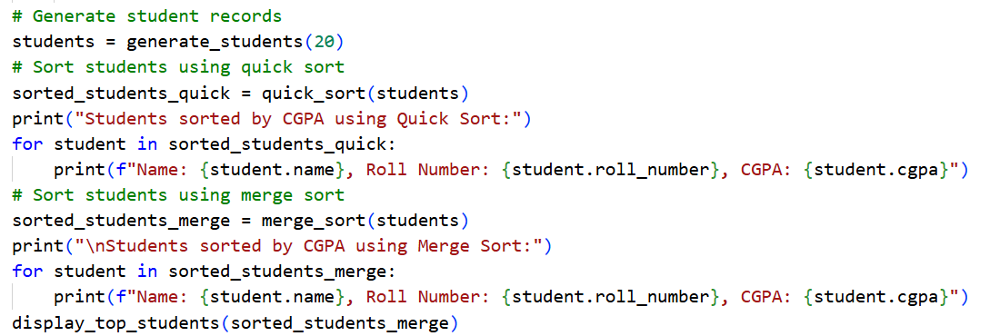 # Generate student records
students = generate_students(20)
# Sort students using quick sort
sorted_students_quick = quick_sort(students)
print("Students sorted by CGPA using Quick Sort:")
for student in sorted_students_quick:
    print(f"Name: {student.name}, Roll Number: {student.roll_number}, CGPA: {student.cgpa}")
# Sort students using merge sort
sorted_students_merge = merge_sort(students)
print("\nStudents sorted by CGPA using Merge Sort:")
for student in sorted_students_merge:
    print(f"Name: {student.name}, Roll Number: {student.roll_number}, CGPA: {student.cgpa}")
display_top_students(sorted_students_merge)